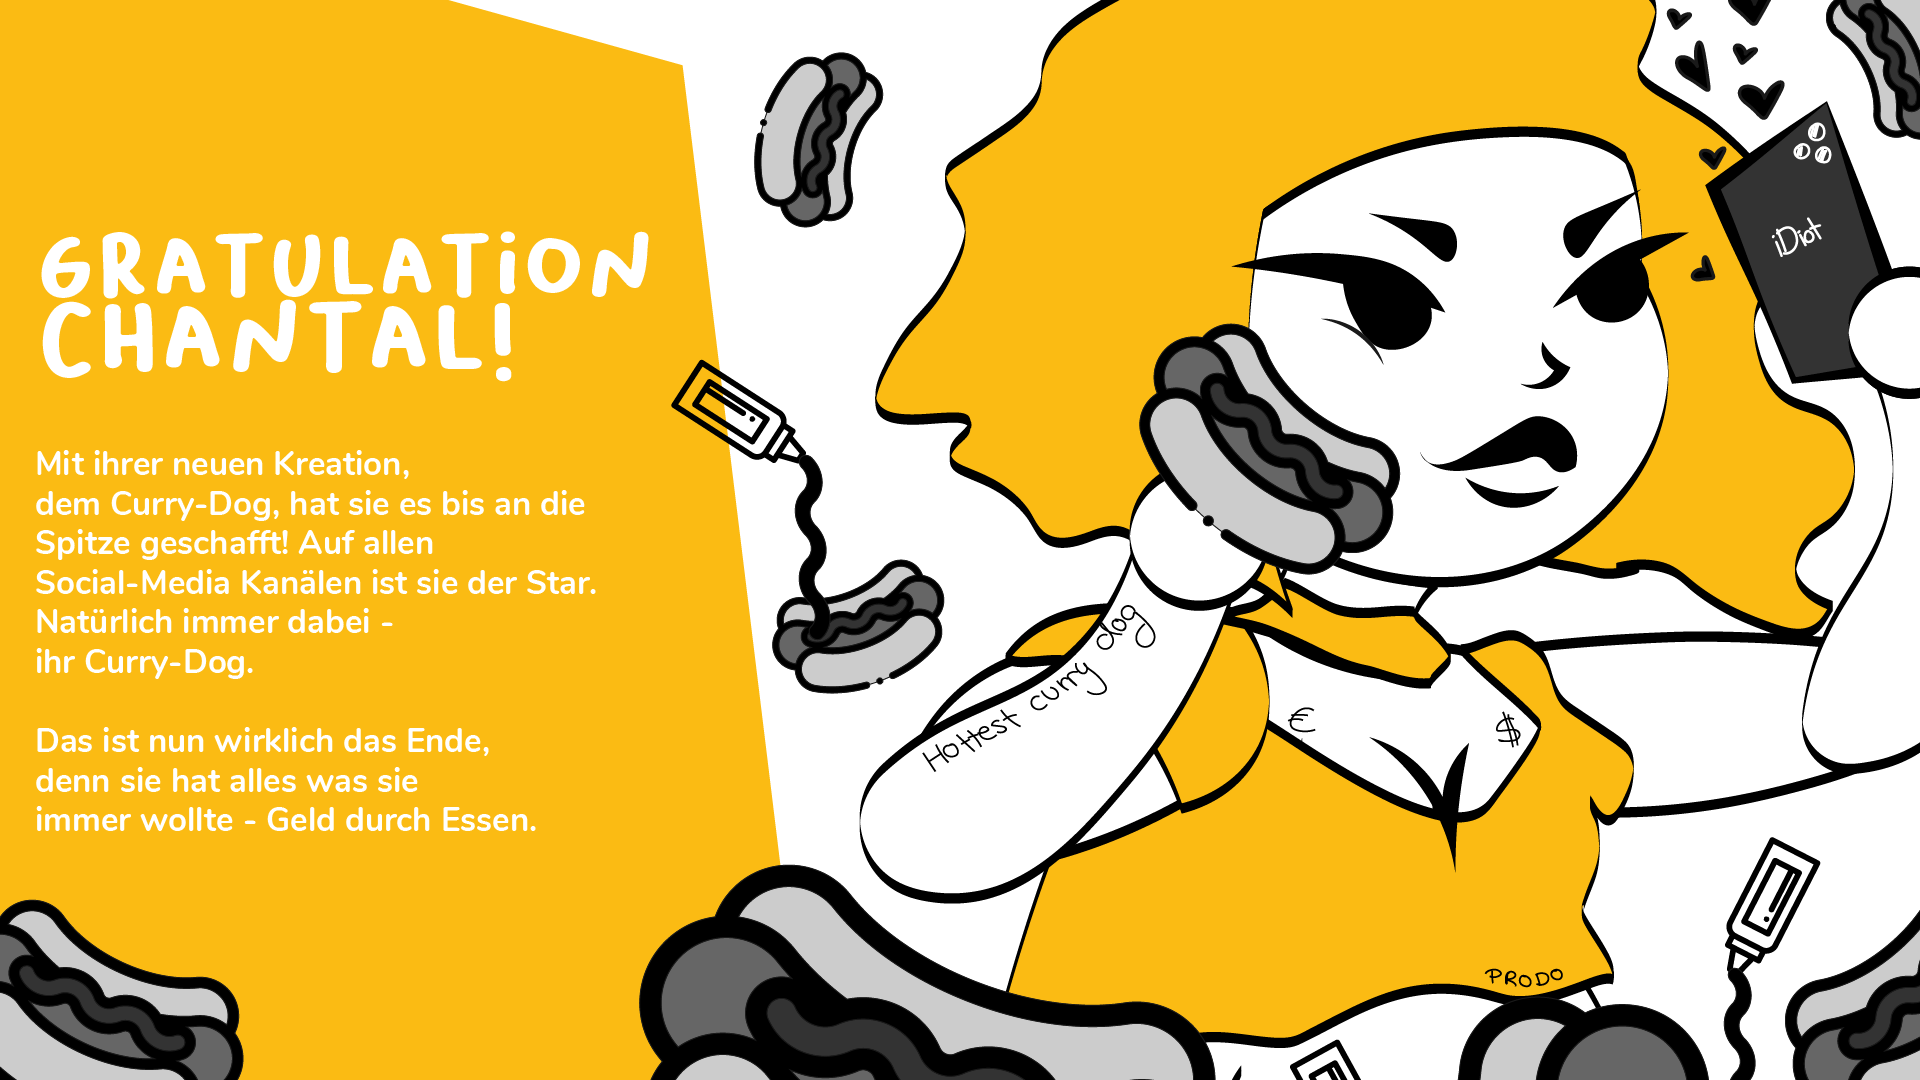 GRATULATiON
CHANTAL!
Mit ihrer neuen Kreation,
dem Curry-Dog, hat sie es bis an die
Spitze geschafft! Auf allen
Social-Media Kanälen ist sie der Star.
Natürlich immer dabei -
ihr Curry-Dog.
Das ist nun wirklich das Ende,
denn sie hat alles was sie
immer wollte - Geld durch Essen.
iDiot
Hottest curry dog
€
$
PRODO